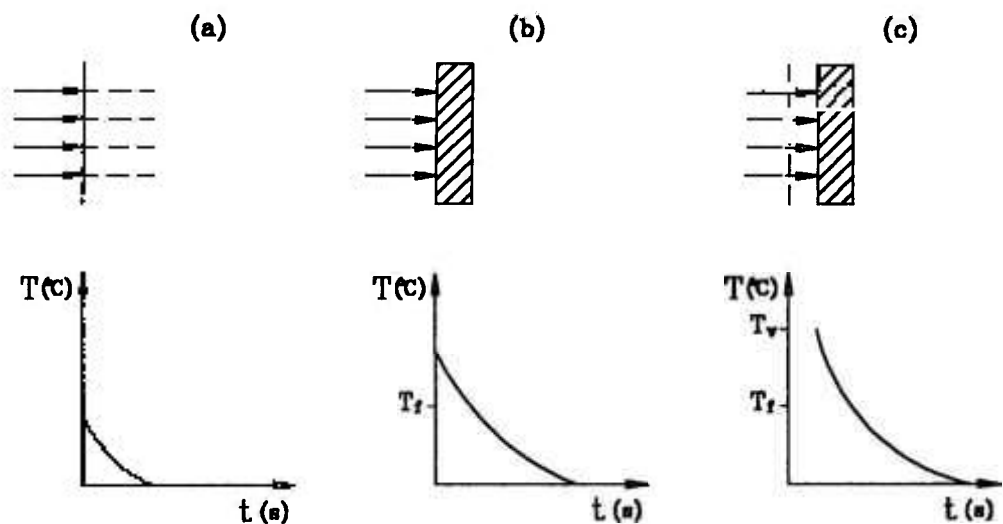 (a) (b) (c)
T(℃) T(℃) T(℃)
Tv
Tf Tf
t(s) t(s) t(s)